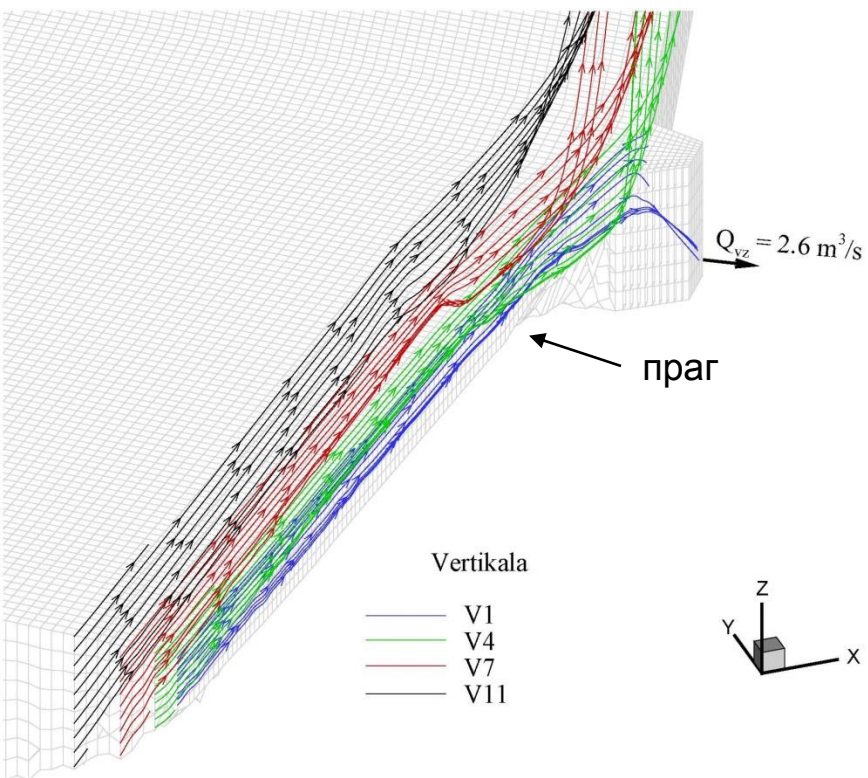 Q_vz = 2.6 m³/s
праг
Vertikala
V1
V4
V7
V11
Z
Y
X